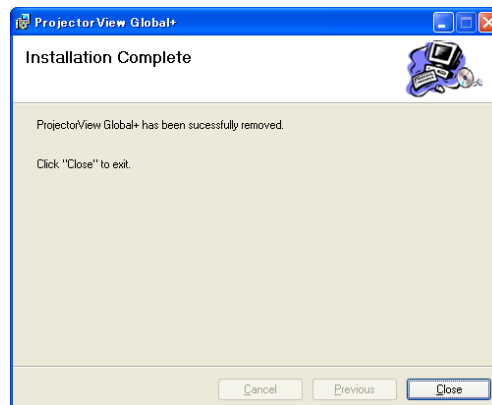 ProjectorView Global+
Installation Complete
ProjectorView Global+ has been sucessfully removed.
Click "Close" to exit.
Cancel
Previous
Close